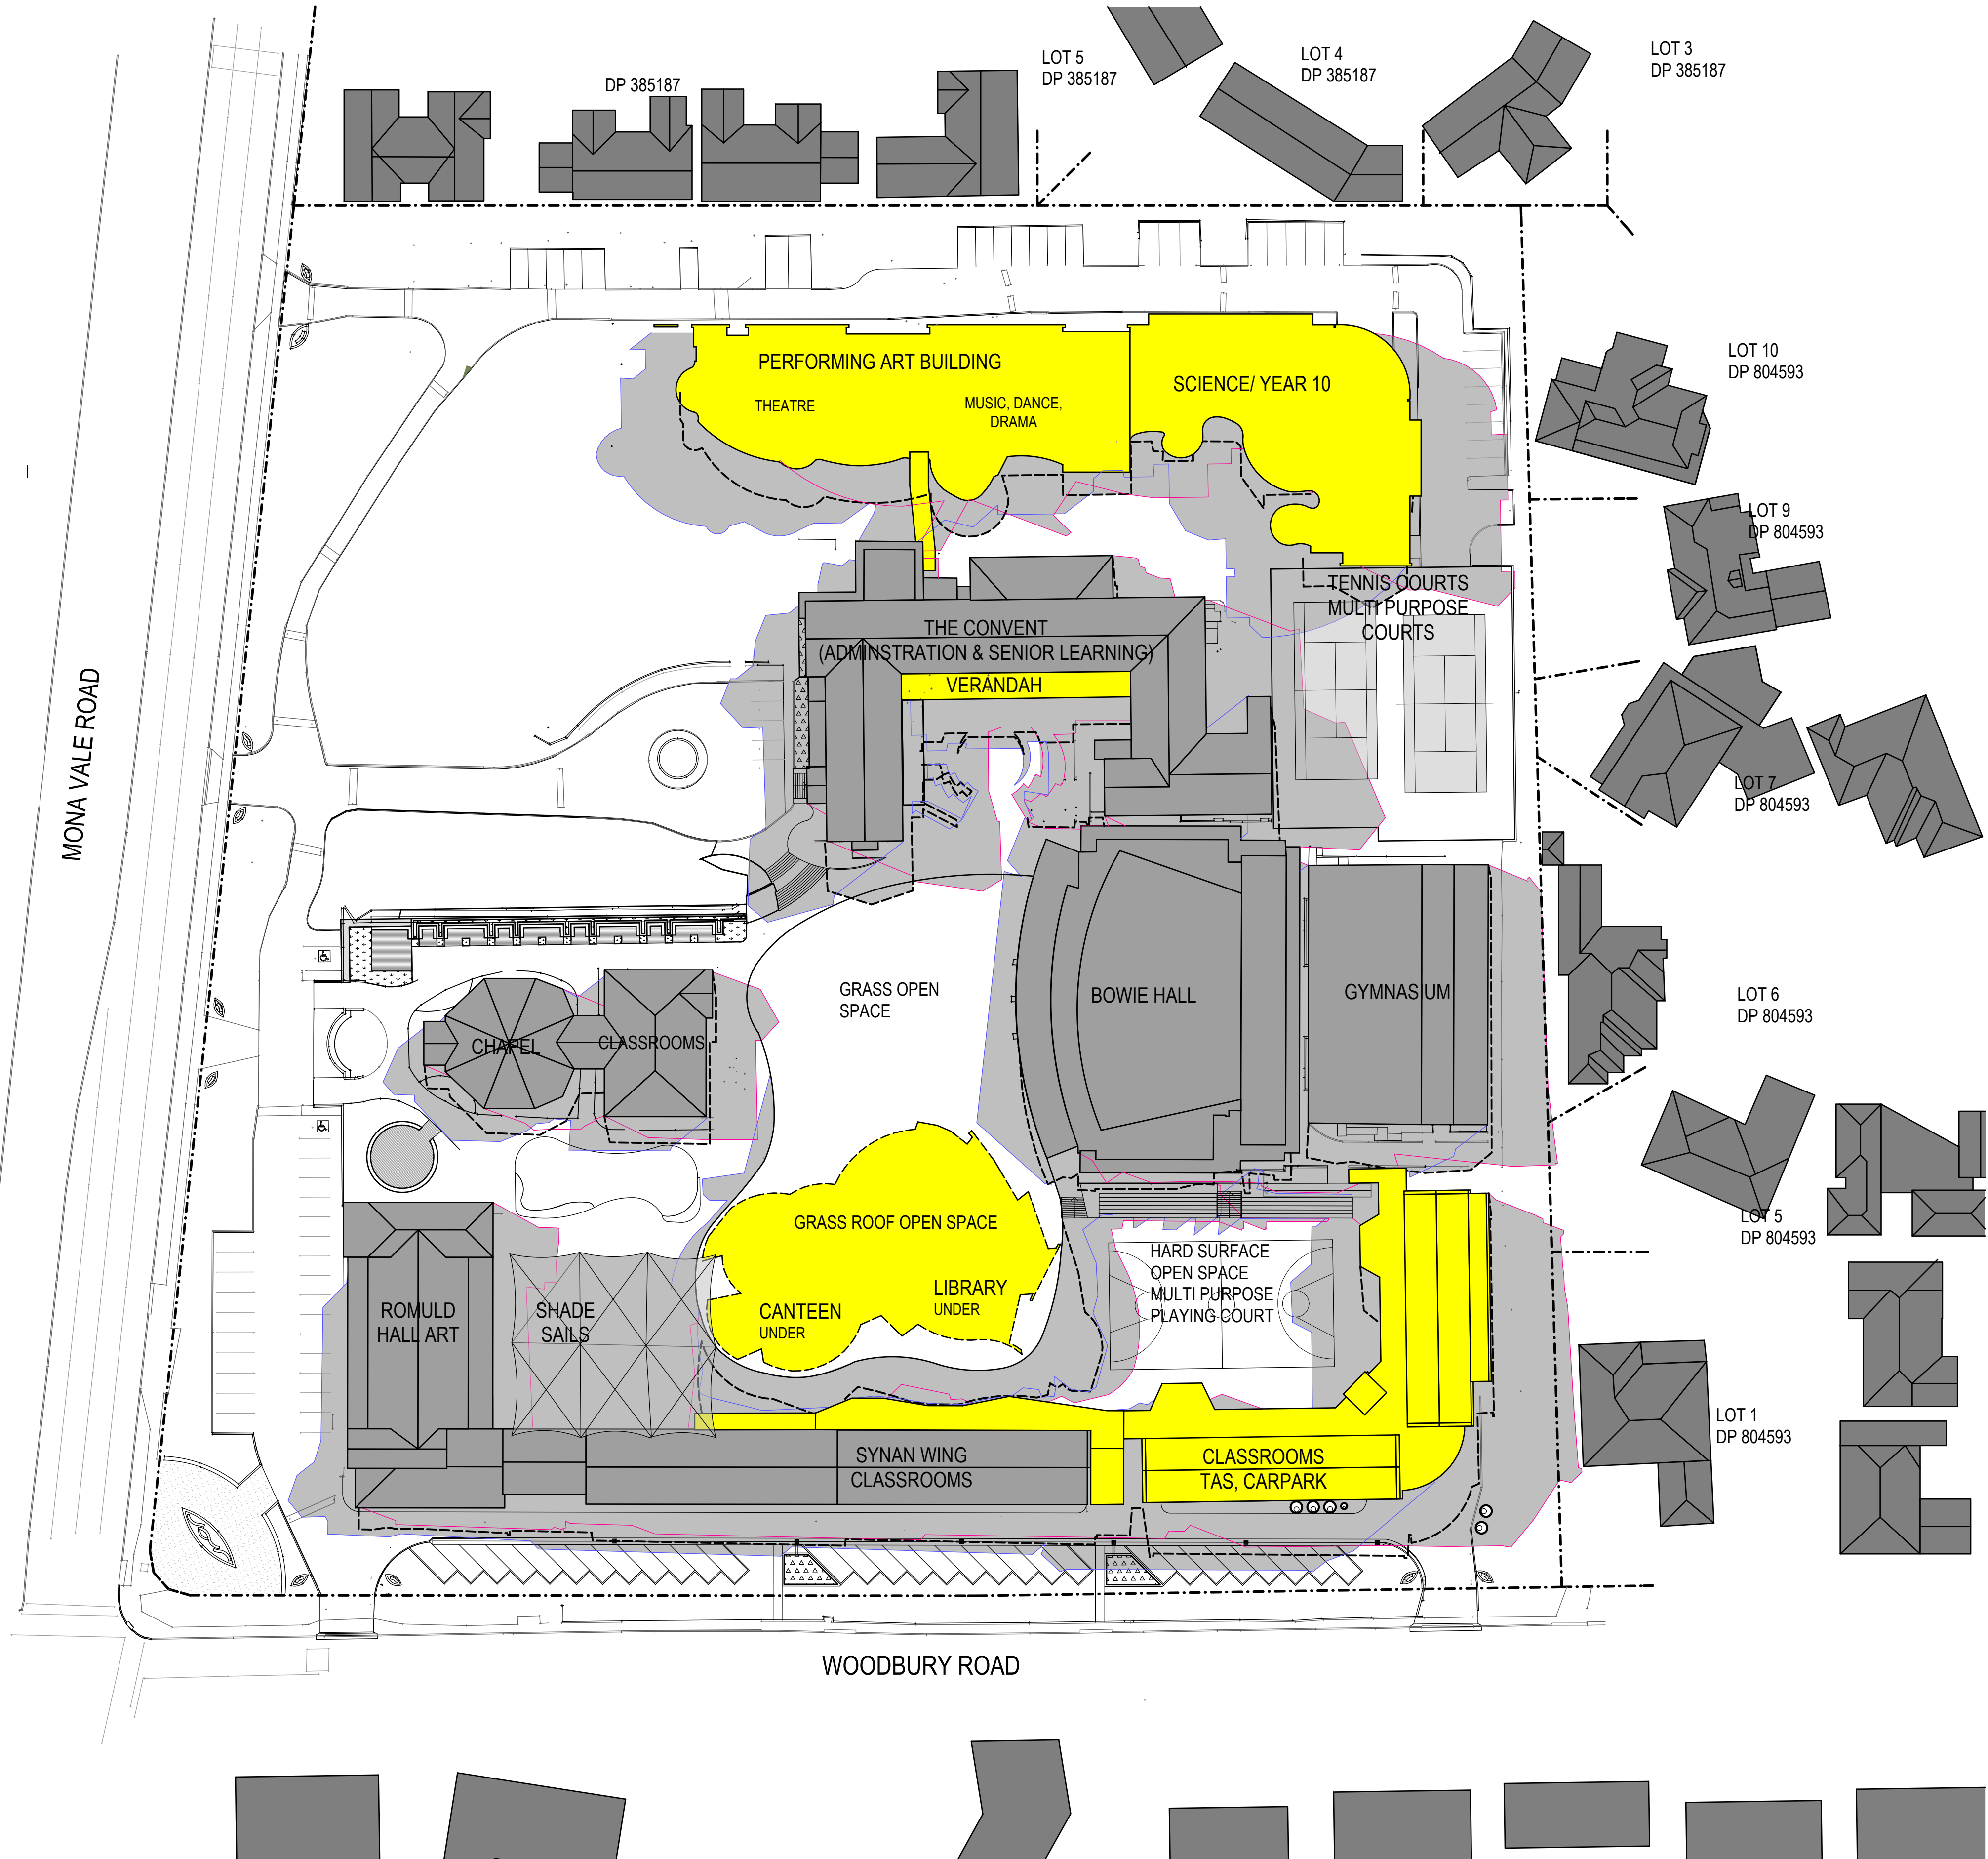 LOT 5
DP 385187
LOT 4
DP 385187
LOT 3
DP 385187
DP 385187
PERFORMING ART BUILDING
THEATRE
MUSIC, DANCE,
DRAMA
SCIENCE/ YEAR 10
LOT 10
DP 804593
LOT 9
DP 804593
TENNIS COURTS
MULTI PURPOSE
COURTS
THE CONVENT
(ADMINSTRATION & SENIOR LEARNING)
VERANDAH
MONA VALE ROAD
LOT 7
DP 804593
GRASS OPEN
SPACE
BOWIE HALL
GYMNASIUM
LOT 6
DP 804593
CHAPEL
CLASSROOMS
GRASS ROOF OPEN SPACE
LIBRARY
UNDER
CANTEEN
UNDER
HARD SURFACE
OPEN SPACE
MULTI PURPOSE
PLAYING COURT
LOT 5
DP 804593
ROMULD
HALL ART
SHADE
SAILS
LOT 1
DP 804593
SYNAN WING
CLASSROOMS
CLASSROOMS
TAS, CARPARK
WOODBURY ROAD